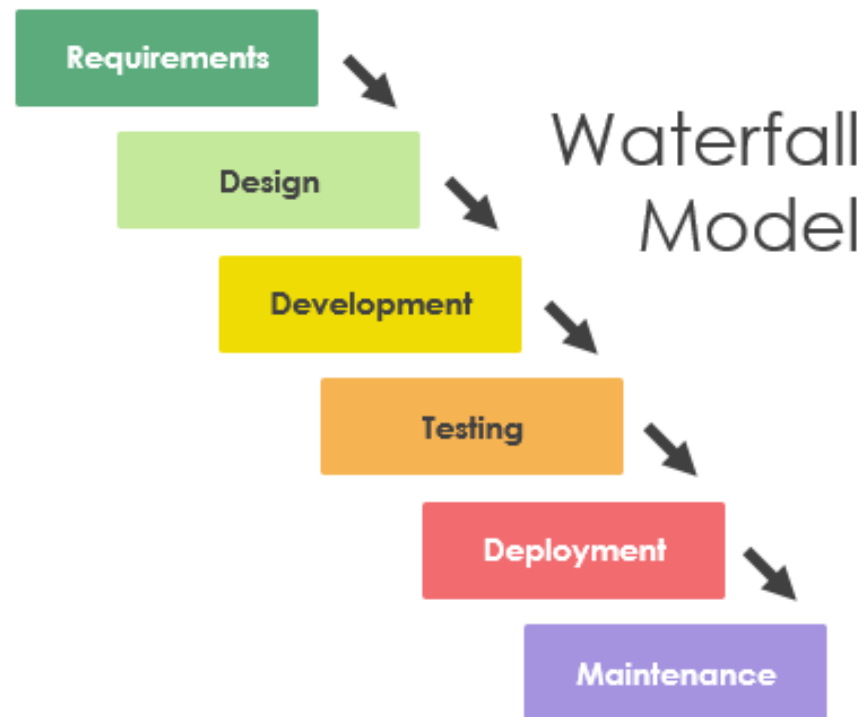 Requirements
Waterfall
Model
Design
Development
Testing
Deployment
Maintenance